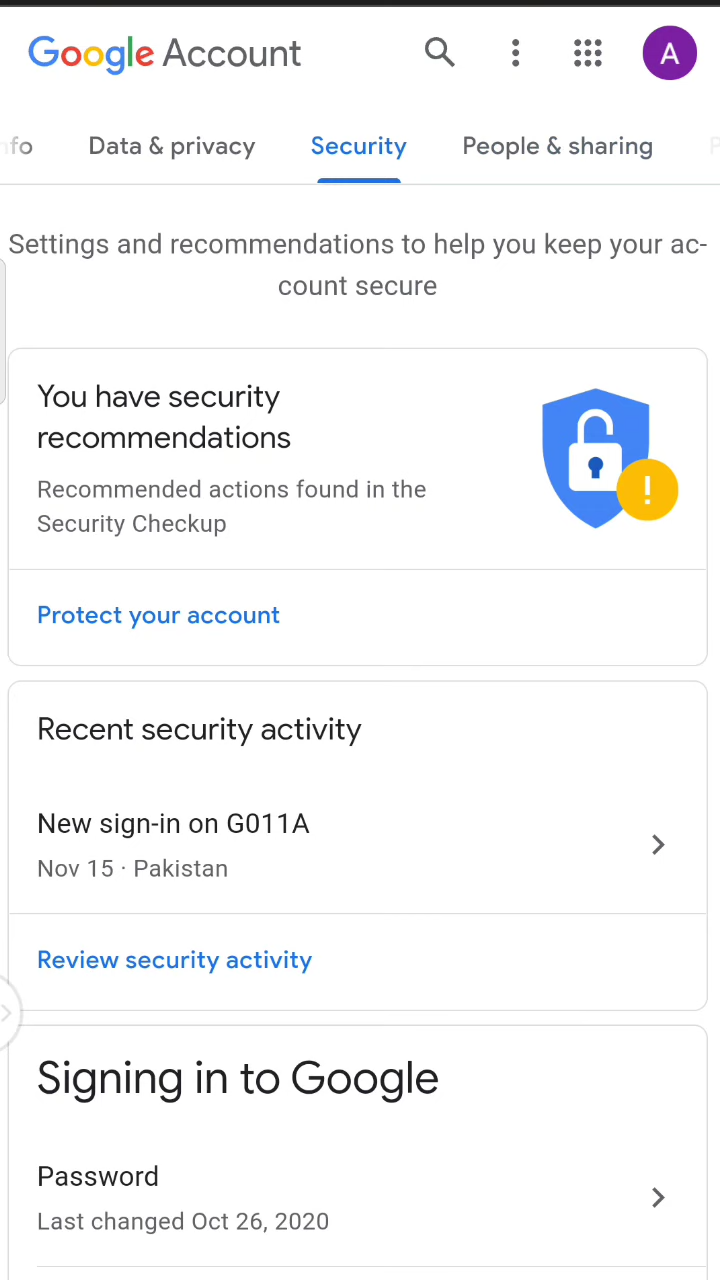 Google Account
A
nfo Data & privacy Security People & sharing P
Settings and recommendations to help you keep your ac-
count secure
You have security
recommendations
Recommended actions found in the
Security Checkup
!
Protect your account
Recent security activity
New sign-in on G011A
Nov 15 · Pakistan
Review security activity
Signing in to Google
Password
Last changed Oct 26, 2020